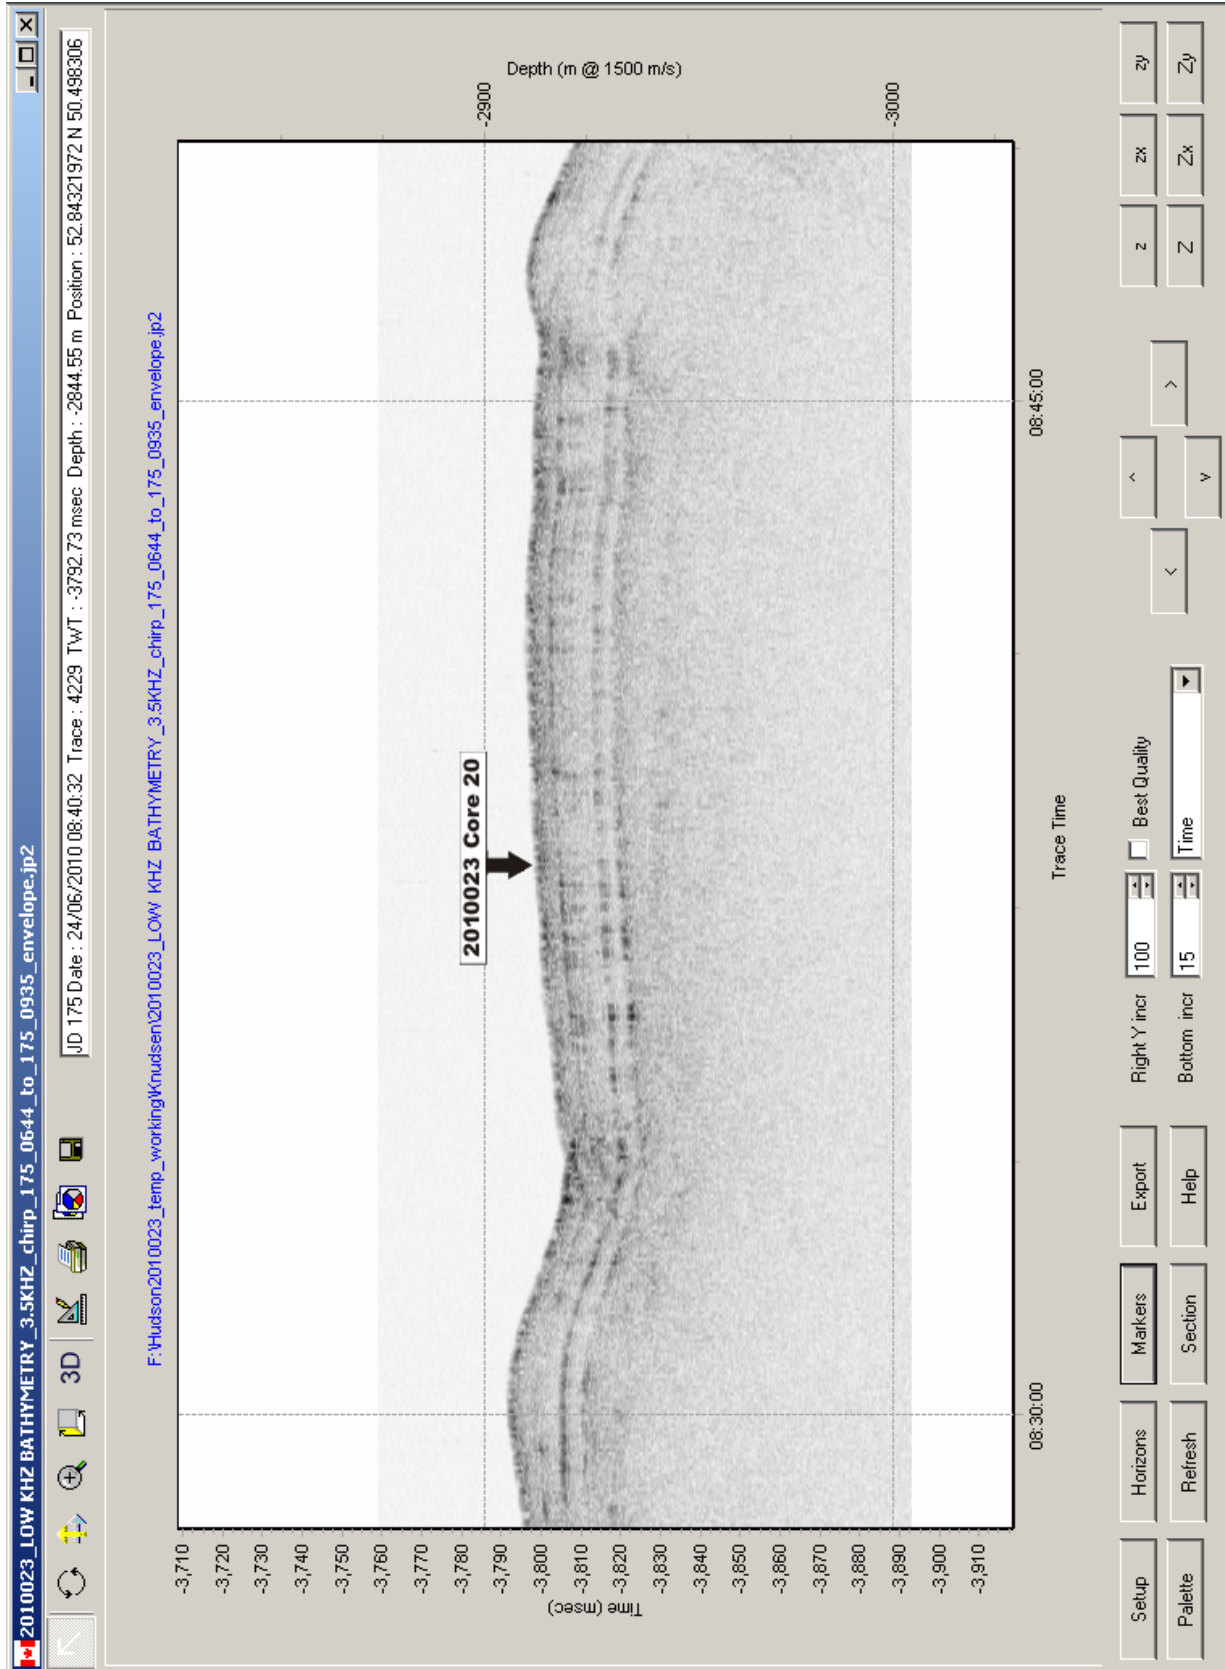 2010023_LOW KHZ BATHYMETRY_3.5KHZ_chirp_175_0644_to_175_0935_envelope.jp2
3D
JD 175 Date : 24/06/2010 08:40:32 Trace : 4229 TWT : -3792.73 msec Depth : -2844.55 m Position : 52.84321972 N 50.498306
F:\Hudson2010023_temp_working\Knudsen\2010023_LOW KHZ BATHYMETRY_3.5KHZ_chirp_175_0644_to_175_0935_envelope.jp2
Time (msec)
-3,710
-3,720
-3,730
-3,740
-3,750
-3,760
-3,770
-3,780
-3,790
-3,800
-3,810
-3,820
-3,830
-3,840
-3,850
-3,860
-3,870
-3,880
-3,890
-3,900
-3,910
2010023 Core 20
-2900
-3000
Depth (m @ 1500 m/s)
08:30:00
08:45:00
Trace Time
Setup
Horizons
Markers
Export
Right Y incr
100
Best Quality
^
z
zx
zy
<
>
Palette
Refresh
Section
Help
Bottom incr
15
Time
v
Z
Zx
Zy